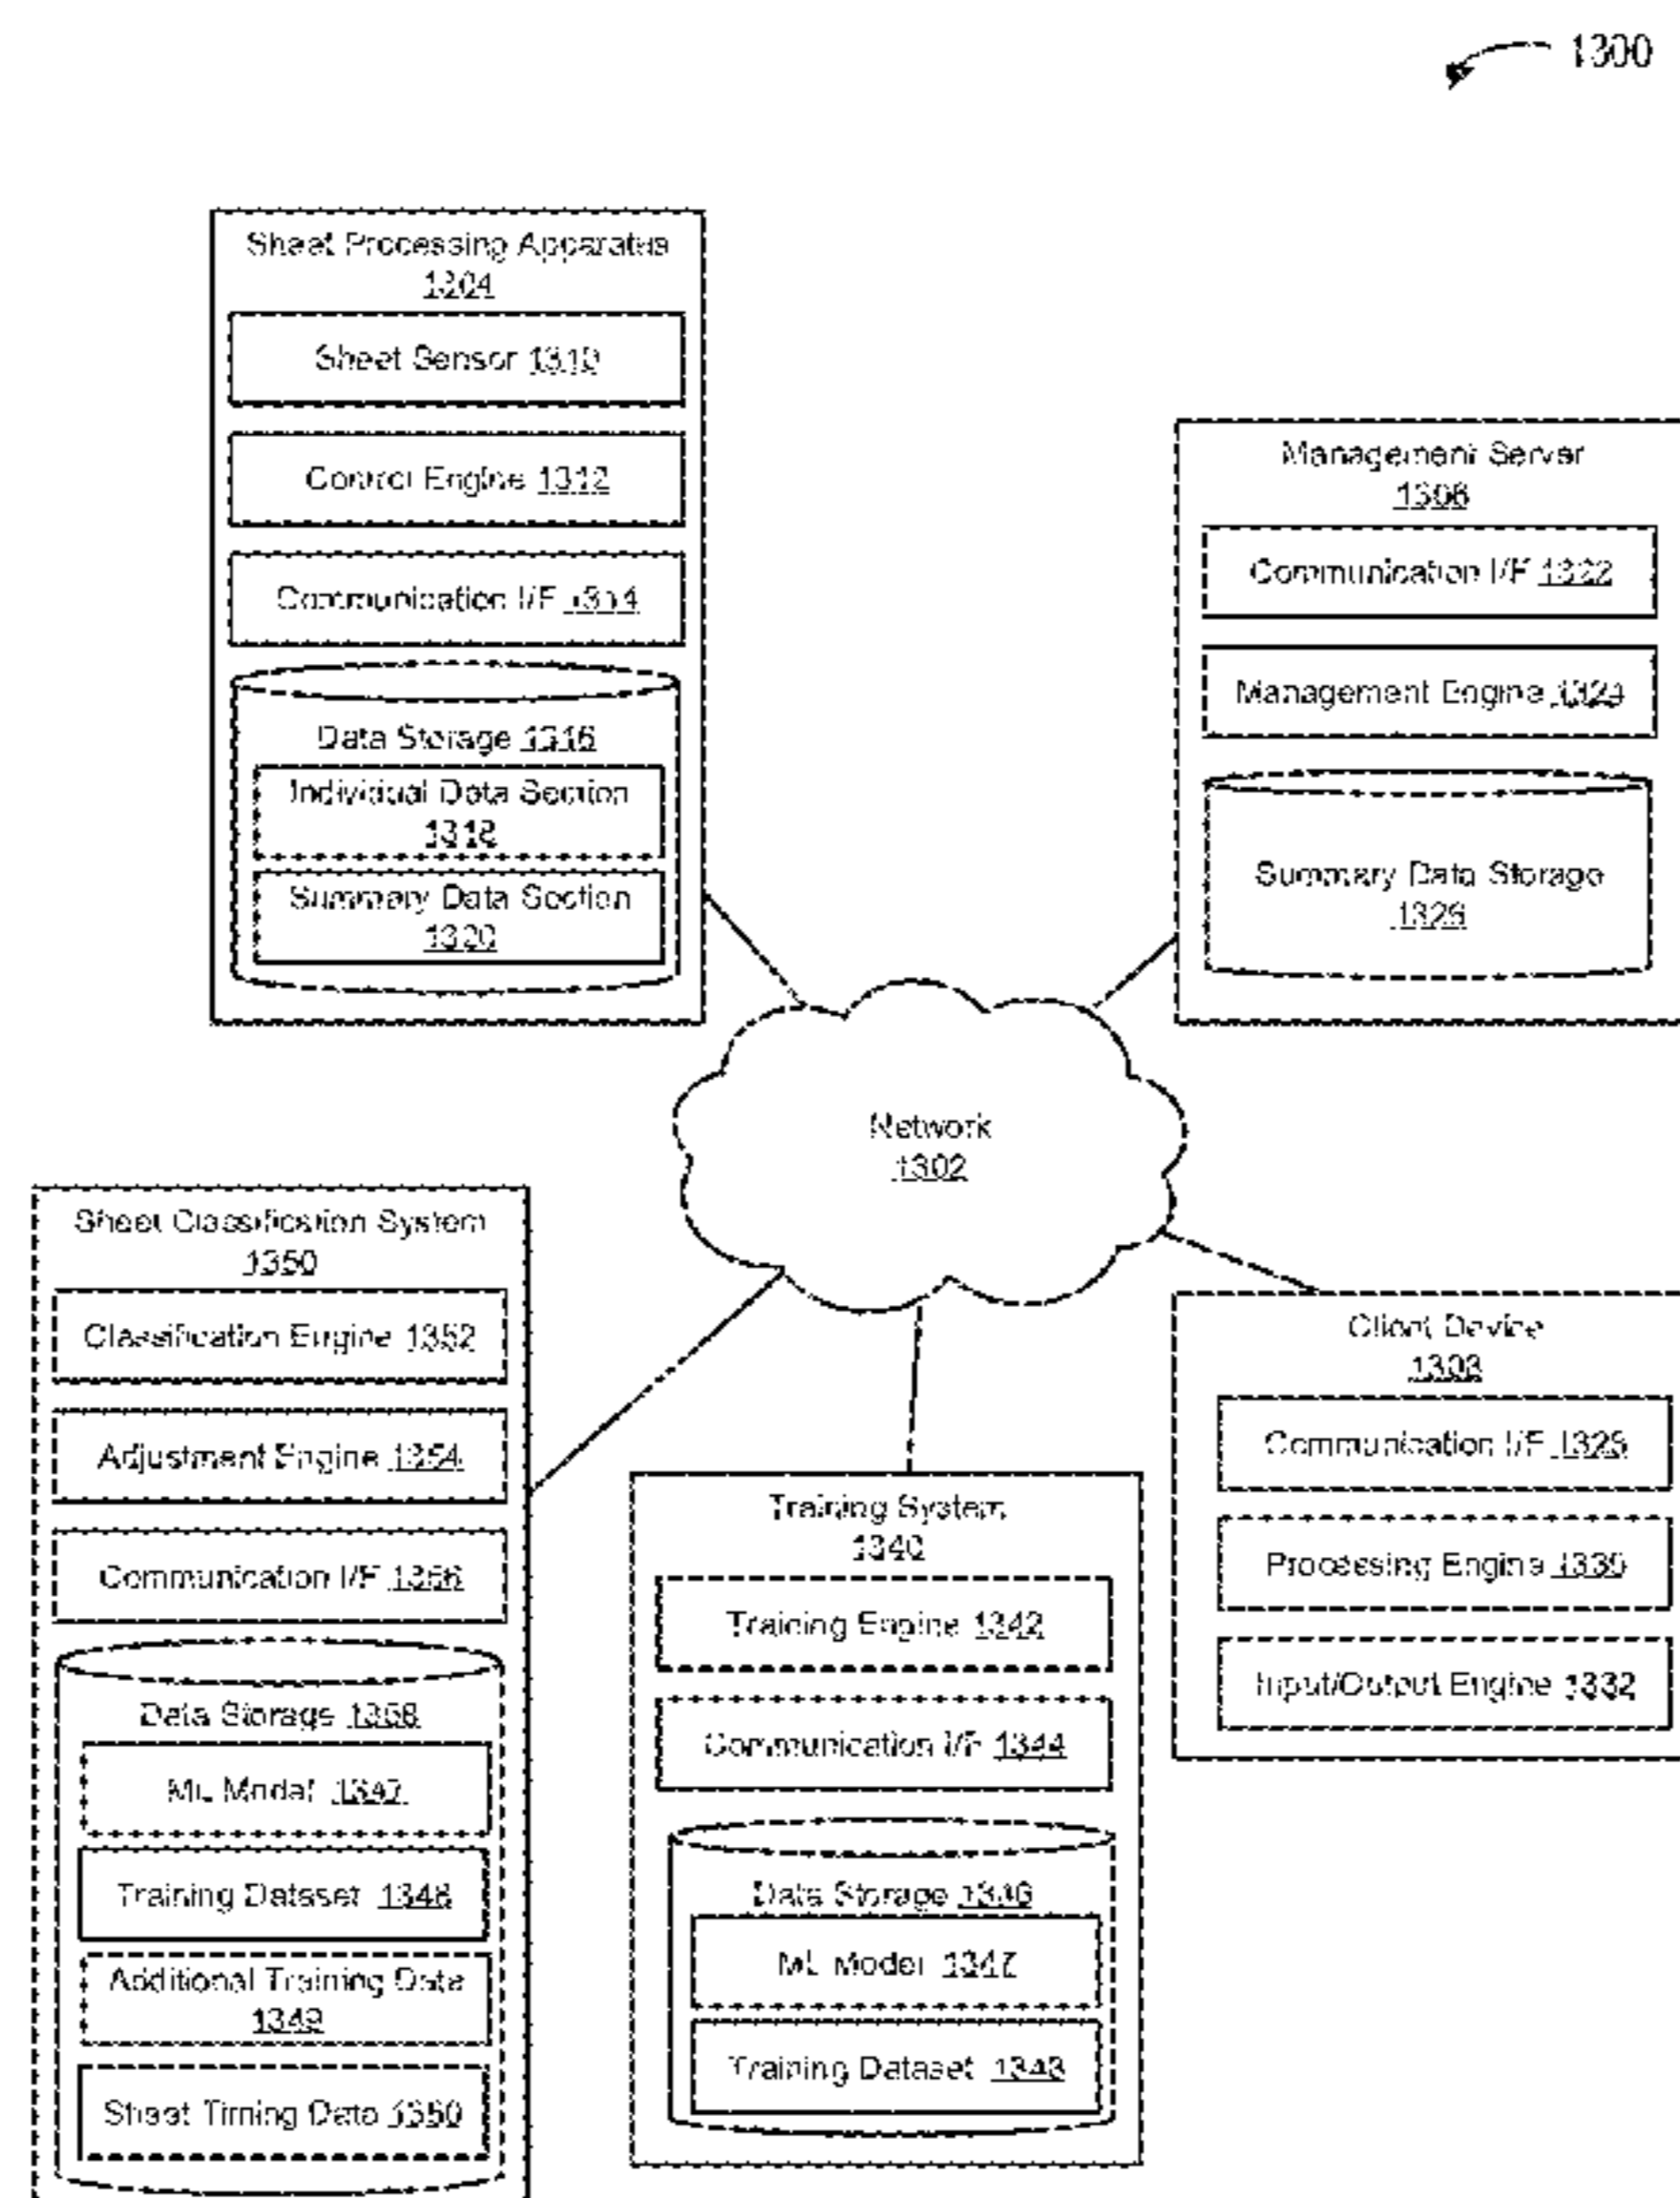 1300
Sheet Processing Apparatus
1304
Sheet Sensor 1310
Control Engine 1312
Communication I/F 1314
Data Storage 1316
Individual Data Section
1318
Summary Data Section
1320
Management Server
1306
Communication I/F 1322
Management Engine 1324
Summary Data Storage
1326
Network
1302
Sheet Classification System
1350
Classification Engine 1352
Adjustment Engine 1354
Communication I/F 1356
Data Storage 1358
ML Model 1347
Training Dataset 1348
Additional Training Data
1349
Sheet Timing Data
Training System
1340
Training Engine 1342
Communication I/F 1344
Data Storage
ML Model 1347
Training Dataset 1348
Client Device
1308
Communication I/F 1328
Processing Engine 1330
Input/Output Engine 1332